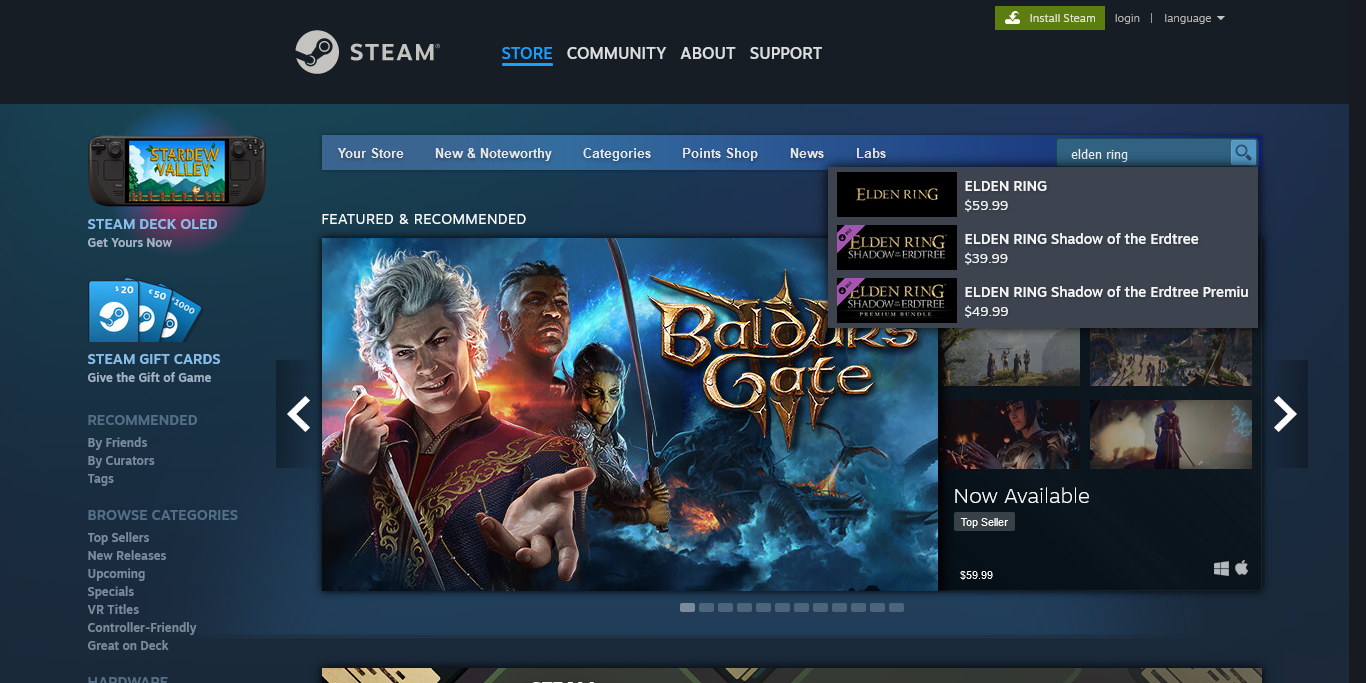 Install Steam
login | language
STEAM®
STORE COMMUNITY ABOUT SUPPORT
STARDEW
VALLEY
STEAM DECK OLED
Get Yours Now
$20
€50
¥1000
STEAM GIFT CARDS
Give the Gift of Game
RECOMMENDED
By Friends
By Curators
Tags
BROWSE CATEGORIES
Top Sellers
New Releases
Upcoming
Specials
VR Titles
Controller-Friendly
Great on Deck
HARDWARE
Your Store New & Noteworthy Categories Points Shop News Labs
elden ring
ELDEN RING
ELDEN RING
$59.99
ELDEN RING
SHADOW OF THE ERDTREE
ELDEN RING Shadow of the Erdtree
$39.99
ELDEN RING
SHADOW OF THE ERDTREE
PREMIUM BUNDLE
ELDEN RING Shadow of the Erdtree Premiu
$49.99
FEATURED & RECOMMENDED
Baldur's
Gate
III
Now Available
Top Seller
$59.99
STEAM